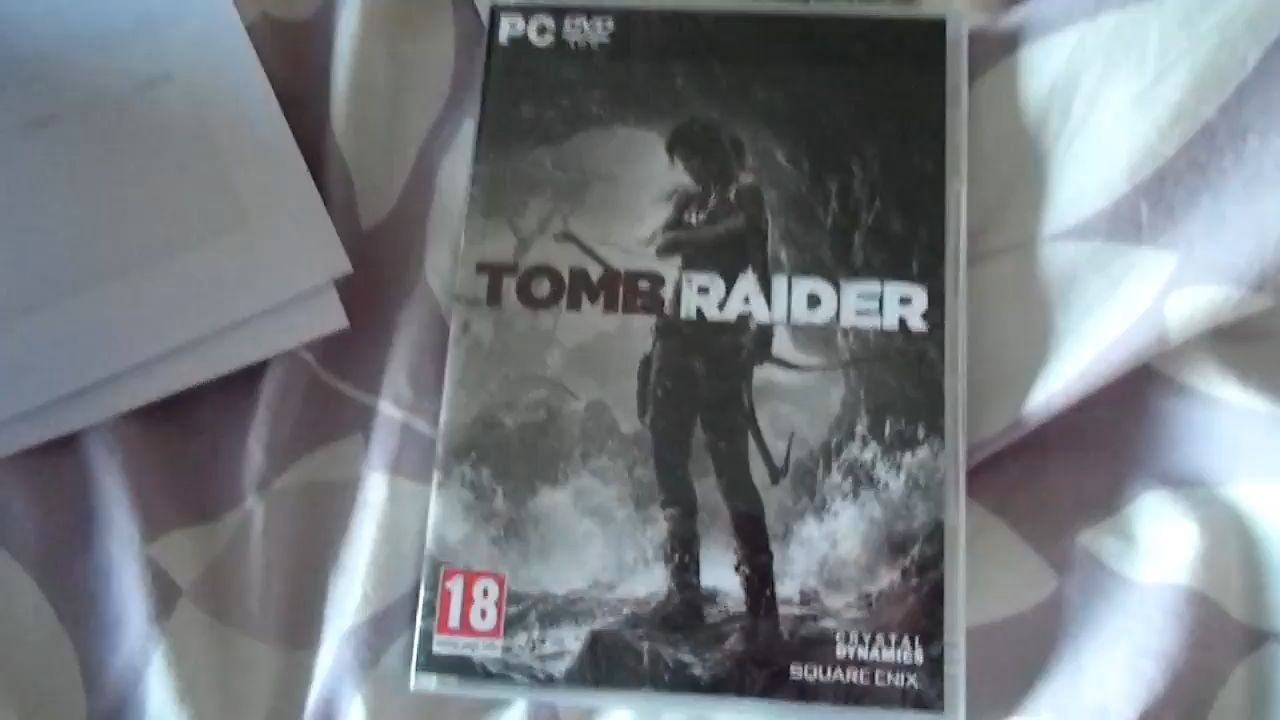 PC DVD
TOMB RAIDER
18
CRYSTAL
DYNAMICS
SQUARE ENIX